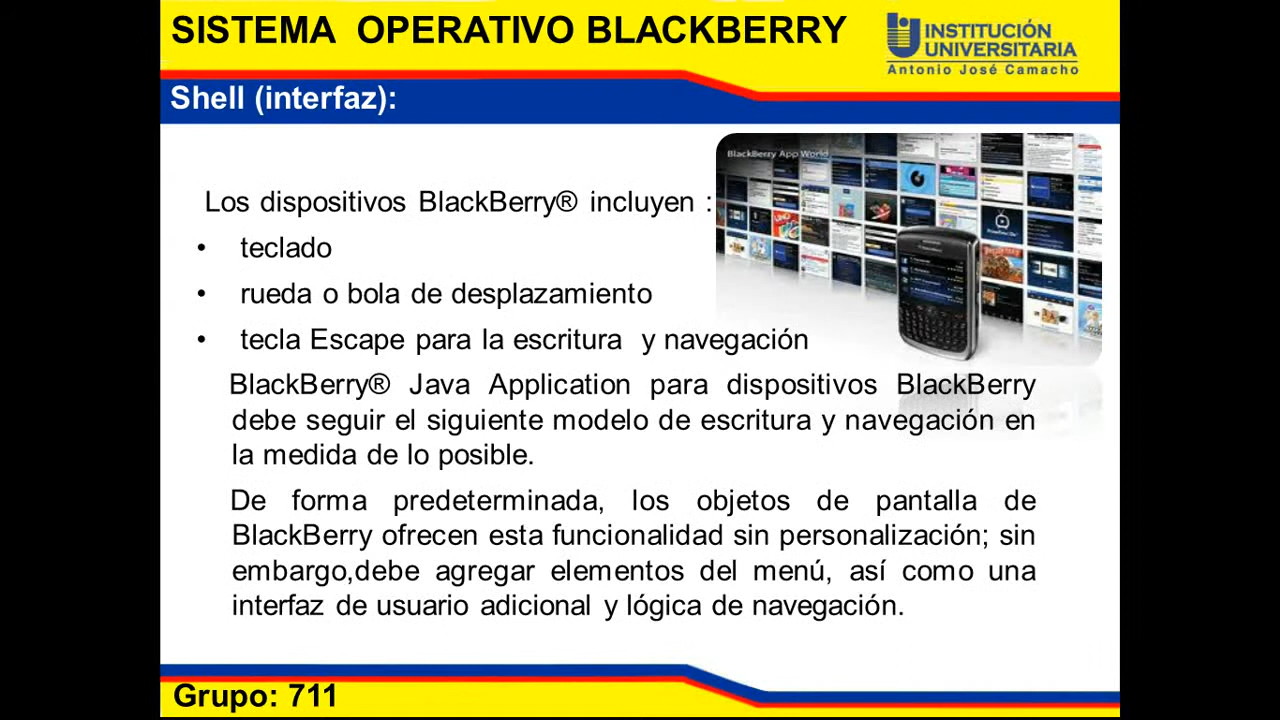 SISTEMA OPERATIVO BLACKBERRY
INSTITUCIÓN
UNIVERSITARIA
Antonio José Camacho
Shell (interfaz):
BlackBerry App World
Los dispositivos BlackBerry® incluyen :
• teclado
• rueda o bola de desplazamiento
• tecla Escape para la escritura y navegación
BlackBerry® Java Application para dispositivos BlackBerry
debe seguir el siguiente modelo de escritura y navegación en
la medida de lo posible.
De forma predeterminada, los objetos de pantalla de
BlackBerry ofrecen esta funcionalidad sin personalización; sin
embargo,debe agregar elementos del menú, así como una
interfaz de usuario adicional y lógica de navegación.
Grupo: 711